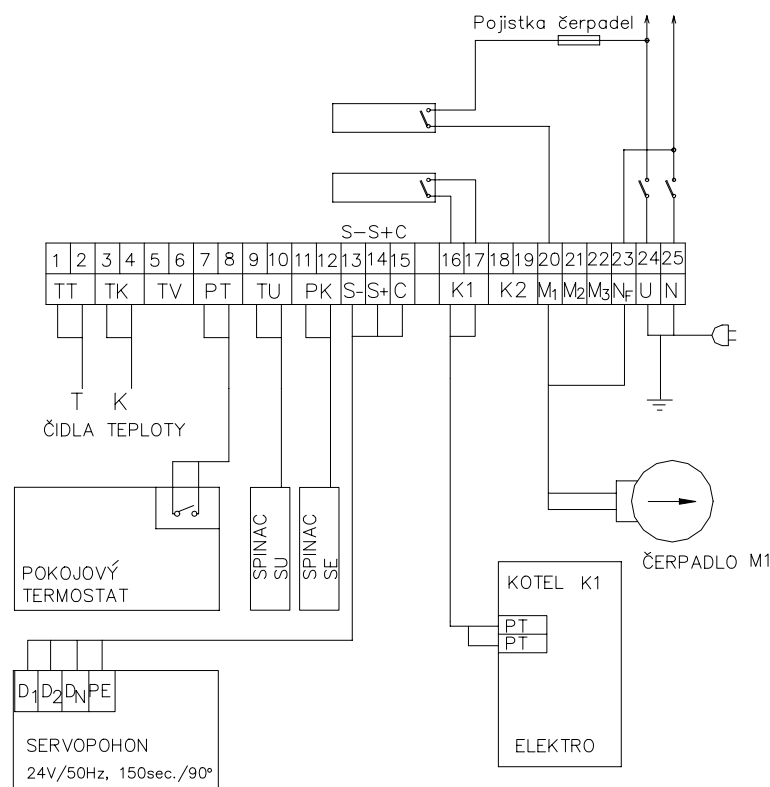 Pojistka čerpadel
S-S+C
1 2 3 4 5 6 7 8 9 10 11 12 13 14 15 16 17 18 19 20 21 22 23 24 25
TT TK TV PT TU PK S- S+ C K1 K2 M1 M2 M3 NF U N
T K
ČIDLA TEPLOTY
POKOJOVÝ
TERMOSTAT
SPINAC
SU
SPINAC
SE
ČERPADLO M1
KOTEL K1
PT
PT
ELEKTRO
D1 D2 DN PE
SERVOPOHON
24V/50Hz, 150sec./90°